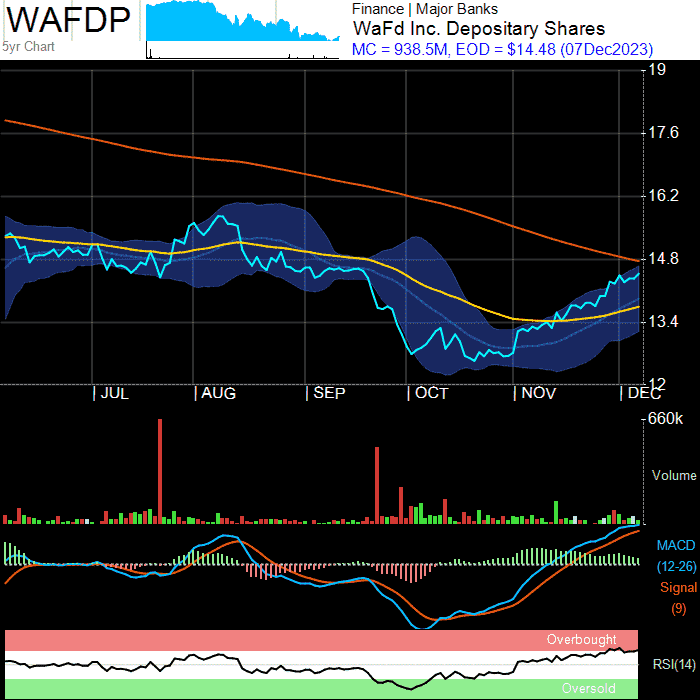 WAFDP
5yr Chart
Finance | Major Banks
WaFd Inc. Depositary Shares
MC = 938.5M, EOD = $14.48 (07Dec2023)
19
17.6
16.2
14.8
13.4
12
JUL
AUG
SEP
OCT
NOV
DEC
660k
Volume
MACD
(12-26)
Signal
(9)
Overbought
RSI(14)
Oversold